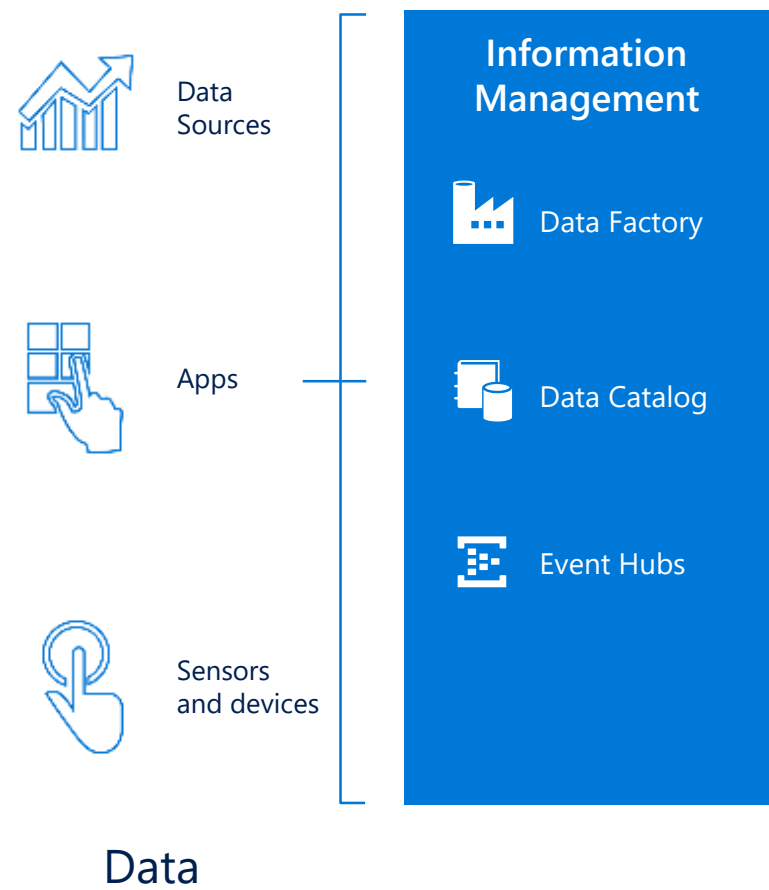 Data
Sources
Apps
Sensors
and devices
Data
Information
Management
Data Factory
Data Catalog
Event Hubs